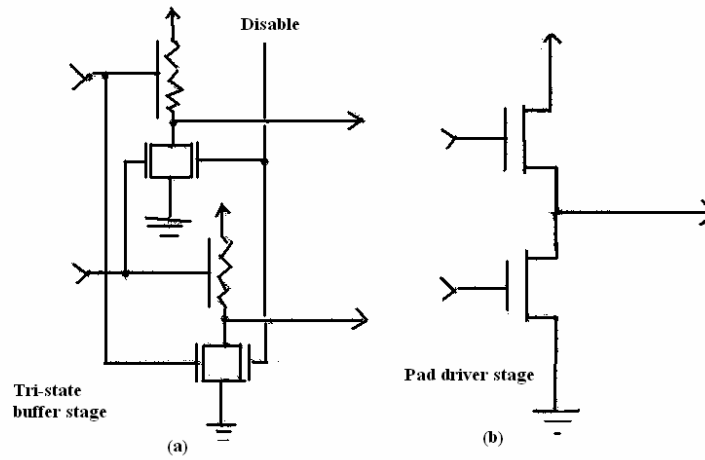 Disable
Tri-state
buffer stage
(a)
Pad driver stage
(b)